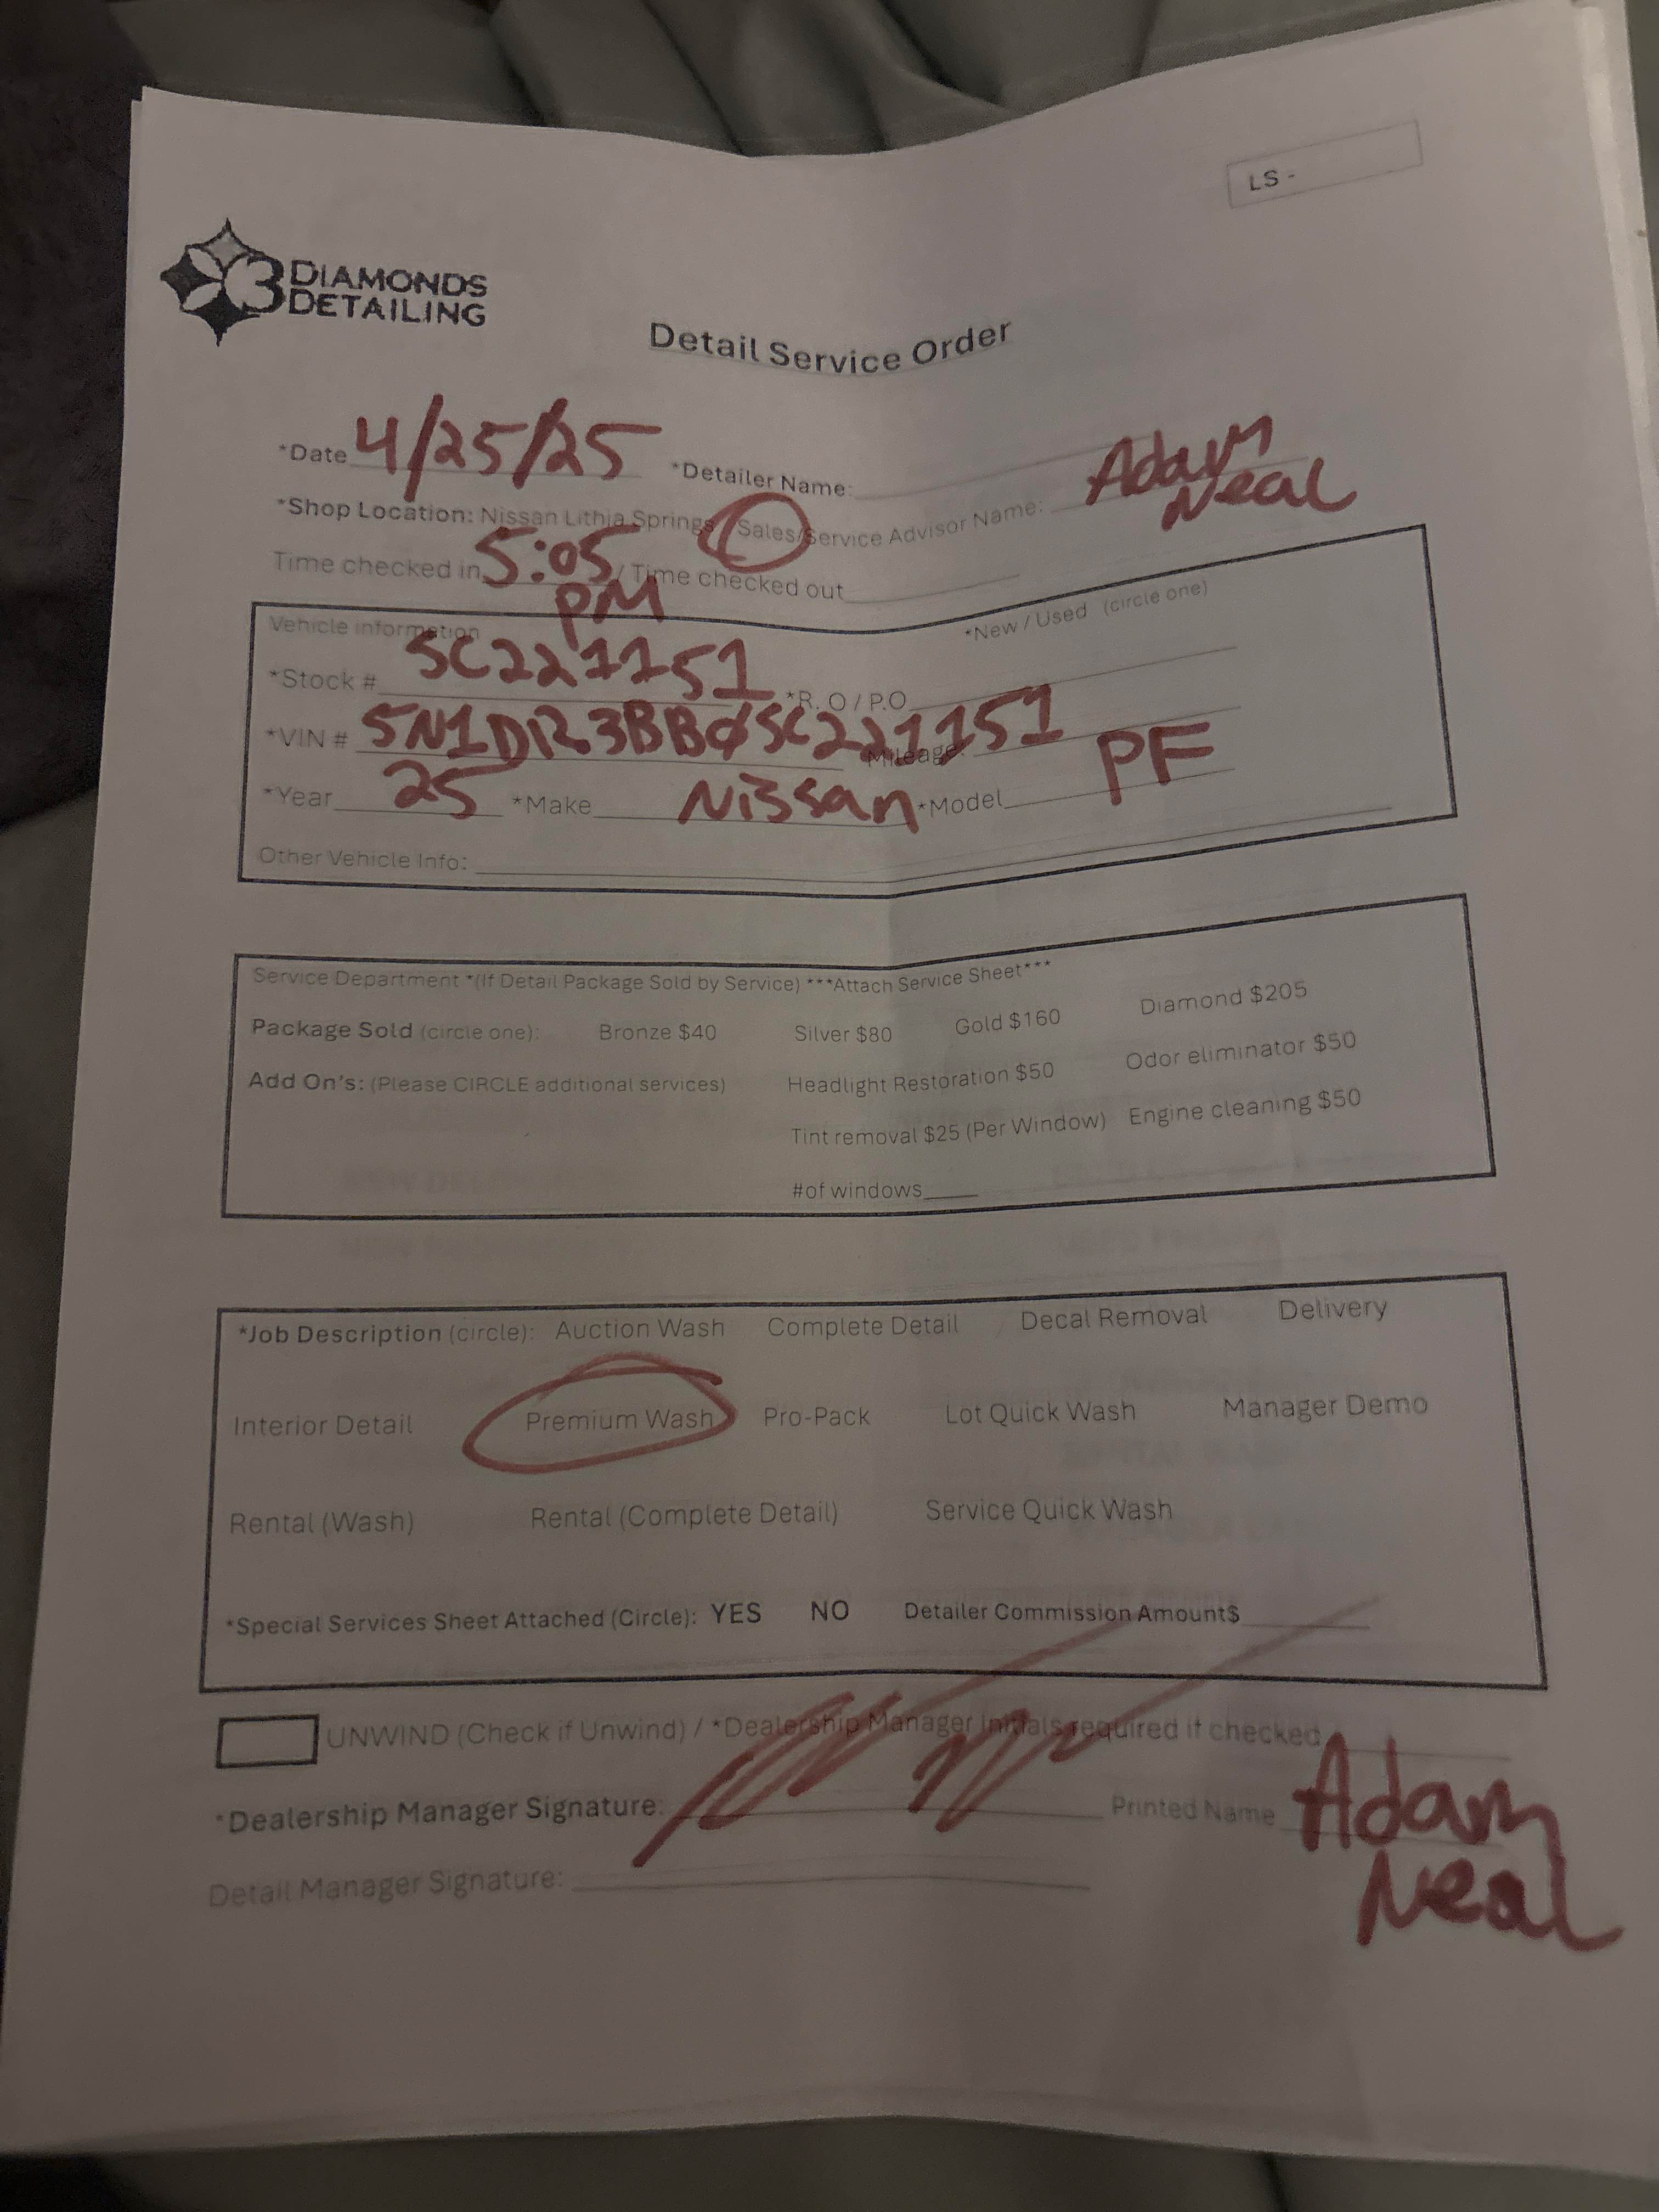 LS -
3 DIAMONDS
DETAILING
Detail Service Order
*Date 4/25/25 *Detailer Name:
*Shop Location: Nissan Lithia Springs Sales/Service Advisor Name: Adam Neal
Time checked in 5:05 PM / Time checked out
Vehicle information *New / Used (circle one)
*Stock # SC221151 *R. O / P.O
*VIN # 5N1DR3BB0SC221151 Mileage:
*Year 25 *Make Nissan *Model PF
Other Vehicle Info:
Service Department *(If Detail Package Sold by Service) ***Attach Service Sheet***
Package Sold (circle one): Bronze $40 Silver $80 Gold $160 Diamond $205
Add On's: (Please CIRCLE additional services) Headlight Restoration $50 Odor eliminator $50
Tint removal $25 (Per Window) Engine cleaning $50
#of windows
*Job Description (circle): Auction Wash Complete Detail Decal Removal Delivery
Interior Detail Premium Wash Pro-Pack Lot Quick Wash Manager Demo
Rental (Wash) Rental (Complete Detail) Service Quick Wash
*Special Services Sheet Attached (Circle): YES NO Detailer Commission Amount$
UNWIND (Check if Unwind) / *Dealership Manager Initials required if checked
*Dealership Manager Signature: Printed Name Adam Neal
Detail Manager Signature: